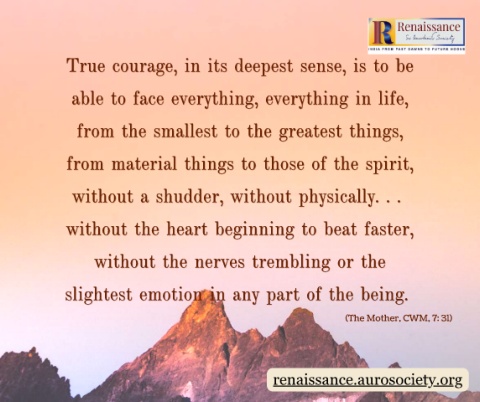 Renaissance
Sri Aurobindo Society
True courage, in its deepest sense, is to be
able to face everything, everything in life,
from the smallest to the greatest things,
from material things to those of the spirit,
without a shudder, without physically. . .
without the heart beginning to beat faster,
without the nerves trembling or the
slightest emotion in any part of the being.
(The Mother, CWM, 7: 31)
renaissance.aurosociety.org